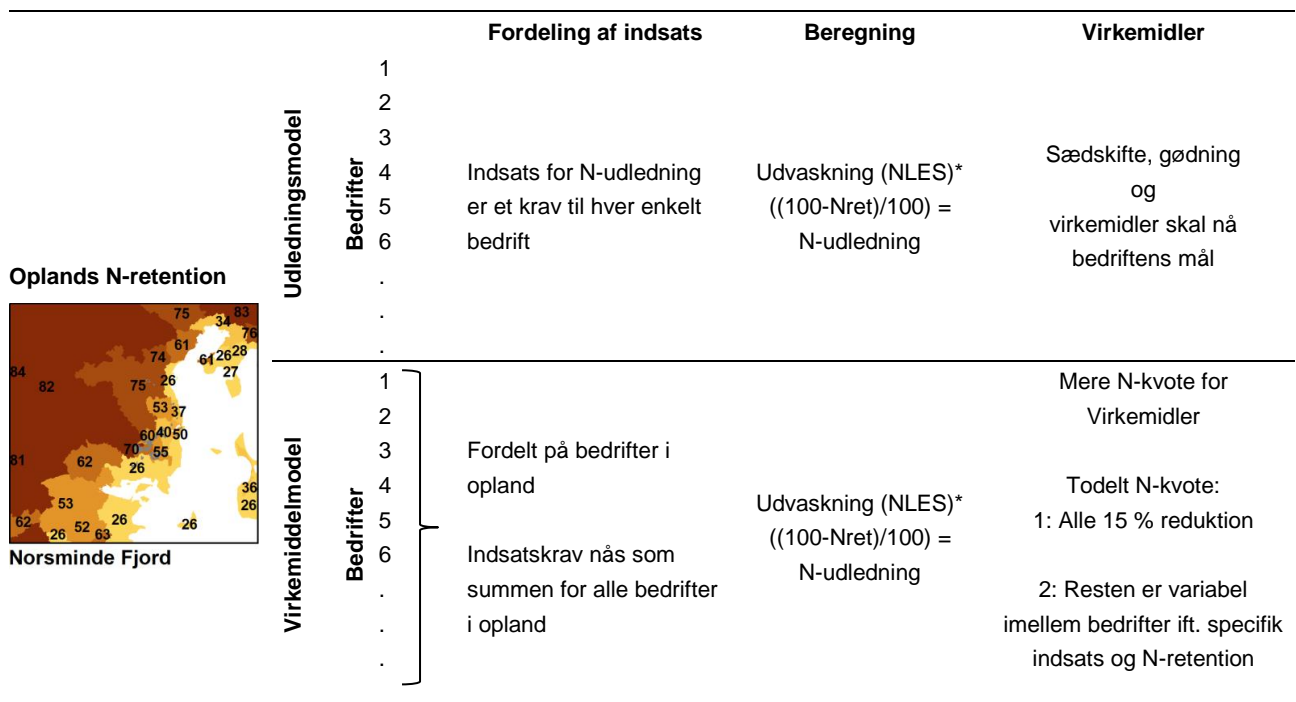 Fordeling af indsats
Beregning
Virkemidler
Udledningsmodel
Bedrifter
1
2
3
4
5
6
.
.
.
Indsats for N-udledning
er et krav til hver enkelt
bedrift
Udvaskning (NLES)*
((100-Nret)/100) =
N-udledning
Sædskifte, gødning
og
virkemidler skal nå
bedriftens mål
Oplands N-retention
75
83
34
76
61
74
61
26
28
27
84
82
75
26
53
37
60
40
50
70
55
81
62
26
36
26
53
62
26
52
63
26
26
Norsminde Fjord
Virkemiddelmodel
Bedrifter
1
2
3
4
5
6
.
.
.
Fordelt på bedrifter i
opland
Indsatskrav nås som
summen for alle bedrifter
i opland
Udvaskning (NLES)*
((100-Nret)/100) =
N-udledning
Mere N-kvote for
Virkemidler
Todelt N-kvote:
1: Alle 15 % reduktion
2: Resten er variabel
imellem bedrifter ift. specifik
indsats og N-retention